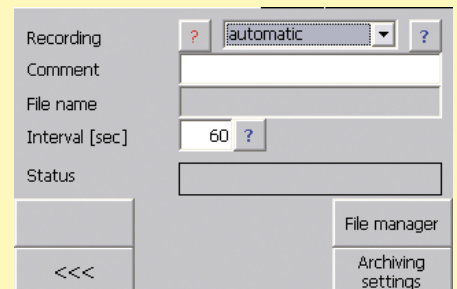 Recording ? automatic ?
Comment
File name
Interval [sec] 60 ?
Status
File manager
<<< Archiving
settings